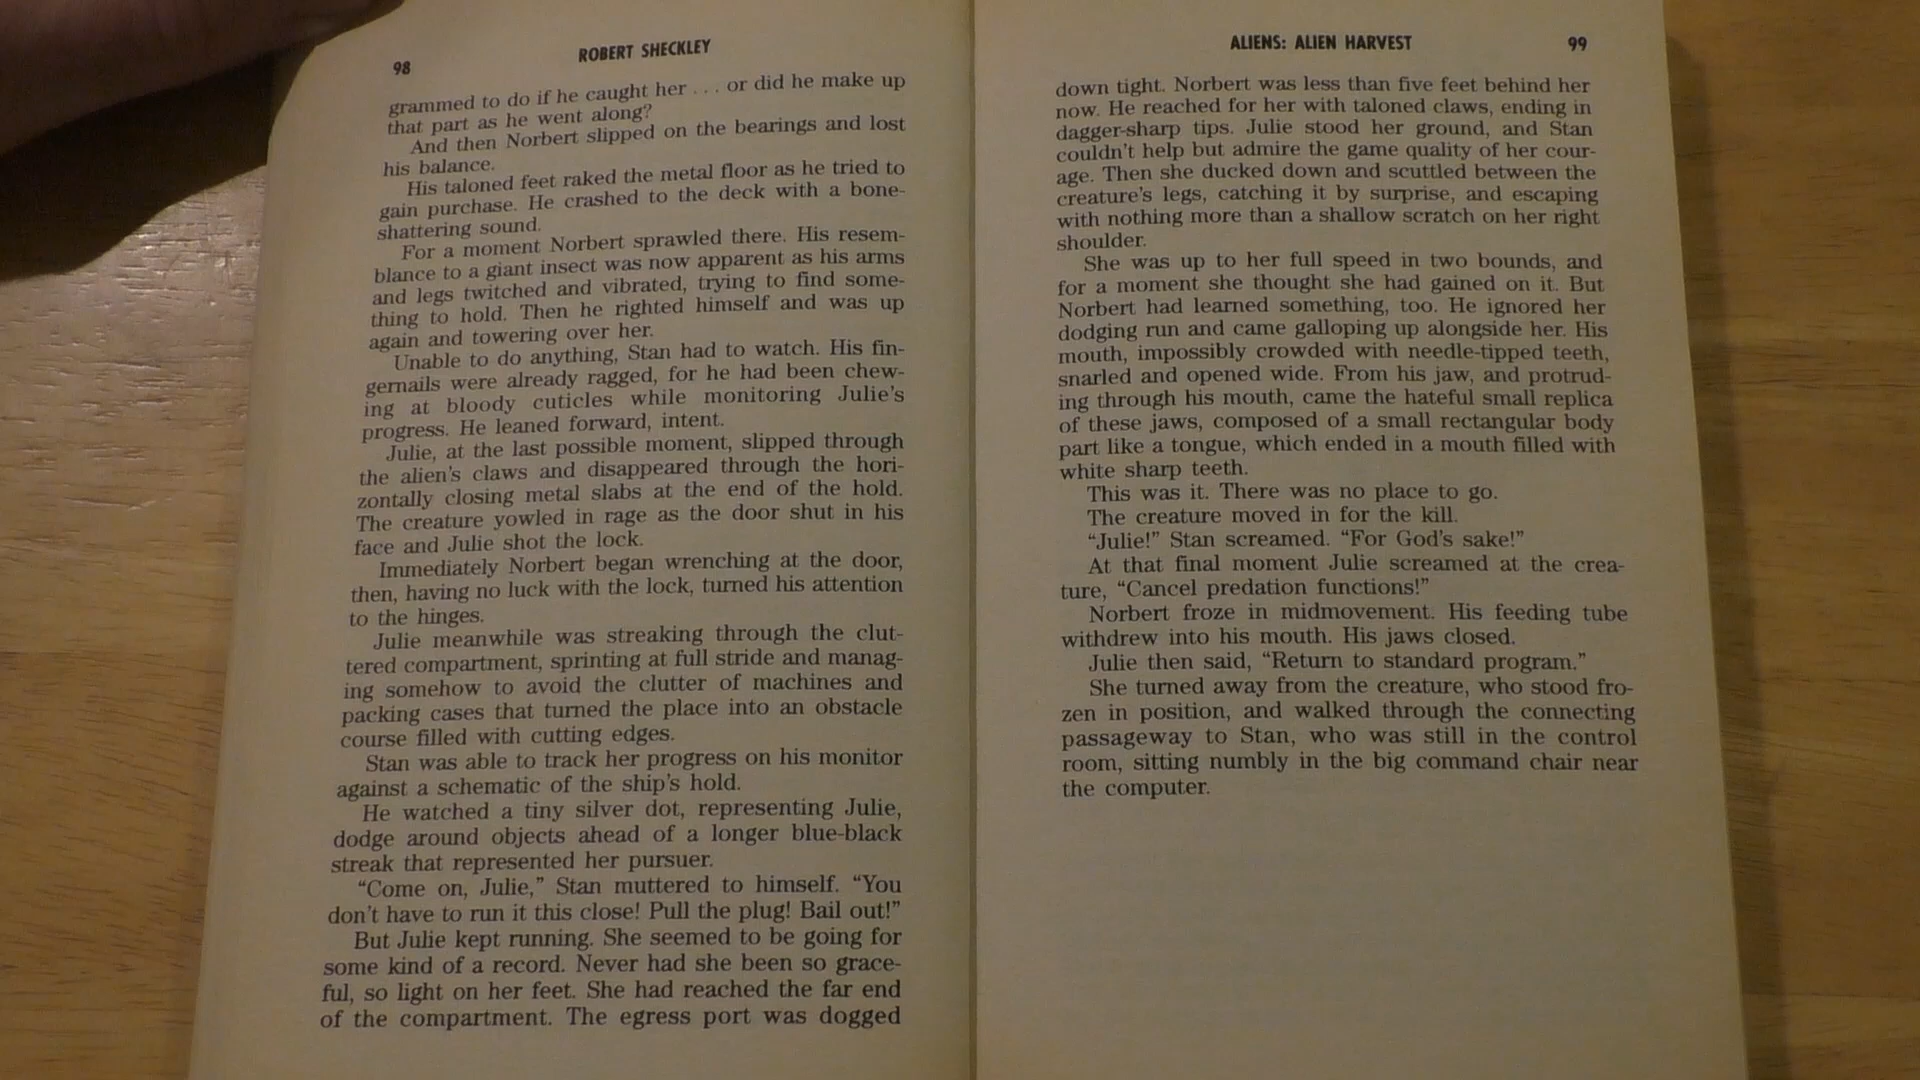 98
ROBERT SHECKLEY
grammed to do if he caught her . . . or did he make up
that part as he went along?
And then Norbert slipped on the bearings and lost
his balance.
His taloned feet raked the metal floor as he tried to
gain purchase. He crashed to the deck with a bone-
shattering sound.
For a moment Norbert sprawled there. His resem-
blance to a giant insect was now apparent as his arms
and legs twitched and vibrated, trying to find some-
thing to hold. Then he righted himself and was up
again and towering over her.
Unable to do anything, Stan had to watch. His fin-
gernails were already ragged, for he had been chew-
ing at bloody cuticles while monitoring Julie's
progress. He leaned forward, intent.
Julie, at the last possible moment, slipped through
the alien's claws and disappeared through the hori-
zontally closing metal slabs at the end of the hold.
The creature yowled in rage as the door shut in his
face and Julie shot the lock.
Immediately Norbert began wrenching at the door,
then, having no luck with the lock, turned his attention
to the hinges.
Julie meanwhile was streaking through the clut-
tered compartment, sprinting at full stride and manag-
ing somehow to avoid the clutter of machines and
packing cases that turned the place into an obstacle
course filled with cutting edges.
Stan was able to track her progress on his monitor
against a schematic of the ship's hold.
He watched a tiny silver dot, representing Julie,
dodge around objects ahead of a longer blue-black
streak that represented her pursuer.
“Come on, Julie,” Stan muttered to himself. “You
don't have to run it this close! Pull the plug! Bail out!”
But Julie kept running. She seemed to be going for
some kind of a record. Never had she been so grace-
ful, so light on her feet. She had reached the far end
of the compartment. The egress port was dogged
ALIENS: ALIEN HARVEST
99
down tight. Norbert was less than five feet behind her
now. He reached for her with taloned claws, ending in
dagger-sharp tips. Julie stood her ground, and Stan
couldn't help but admire the game quality of her cour-
age. Then she ducked down and scuttled between the
creature's legs, catching it by surprise, and escaping
with nothing more than a shallow scratch on her right
shoulder.
She was up to her full speed in two bounds, and
for a moment she thought she had gained on it. But
Norbert had learned something, too. He ignored her
dodging run and came galloping up alongside her. His
mouth, impossibly crowded with needle-tipped teeth,
snarled and opened wide. From his jaw, and protrud-
ing through his mouth, came the hateful small replica
of these jaws, composed of a small rectangular body
part like a tongue, which ended in a mouth filled with
white sharp teeth.
This was it. There was no place to go.
The creature moved in for the kill.
“Julie!” Stan screamed. “For God's sake!”
At that final moment Julie screamed at the crea-
ture, “Cancel predation functions!”
Norbert froze in midmovement. His feeding tube
withdrew into his mouth. His jaws closed.
Julie then said, “Return to standard program.”
She turned away from the creature, who stood fro-
zen in position, and walked through the connecting
passageway to Stan, who was still in the control
room, sitting numbly in the big command chair near
the computer.